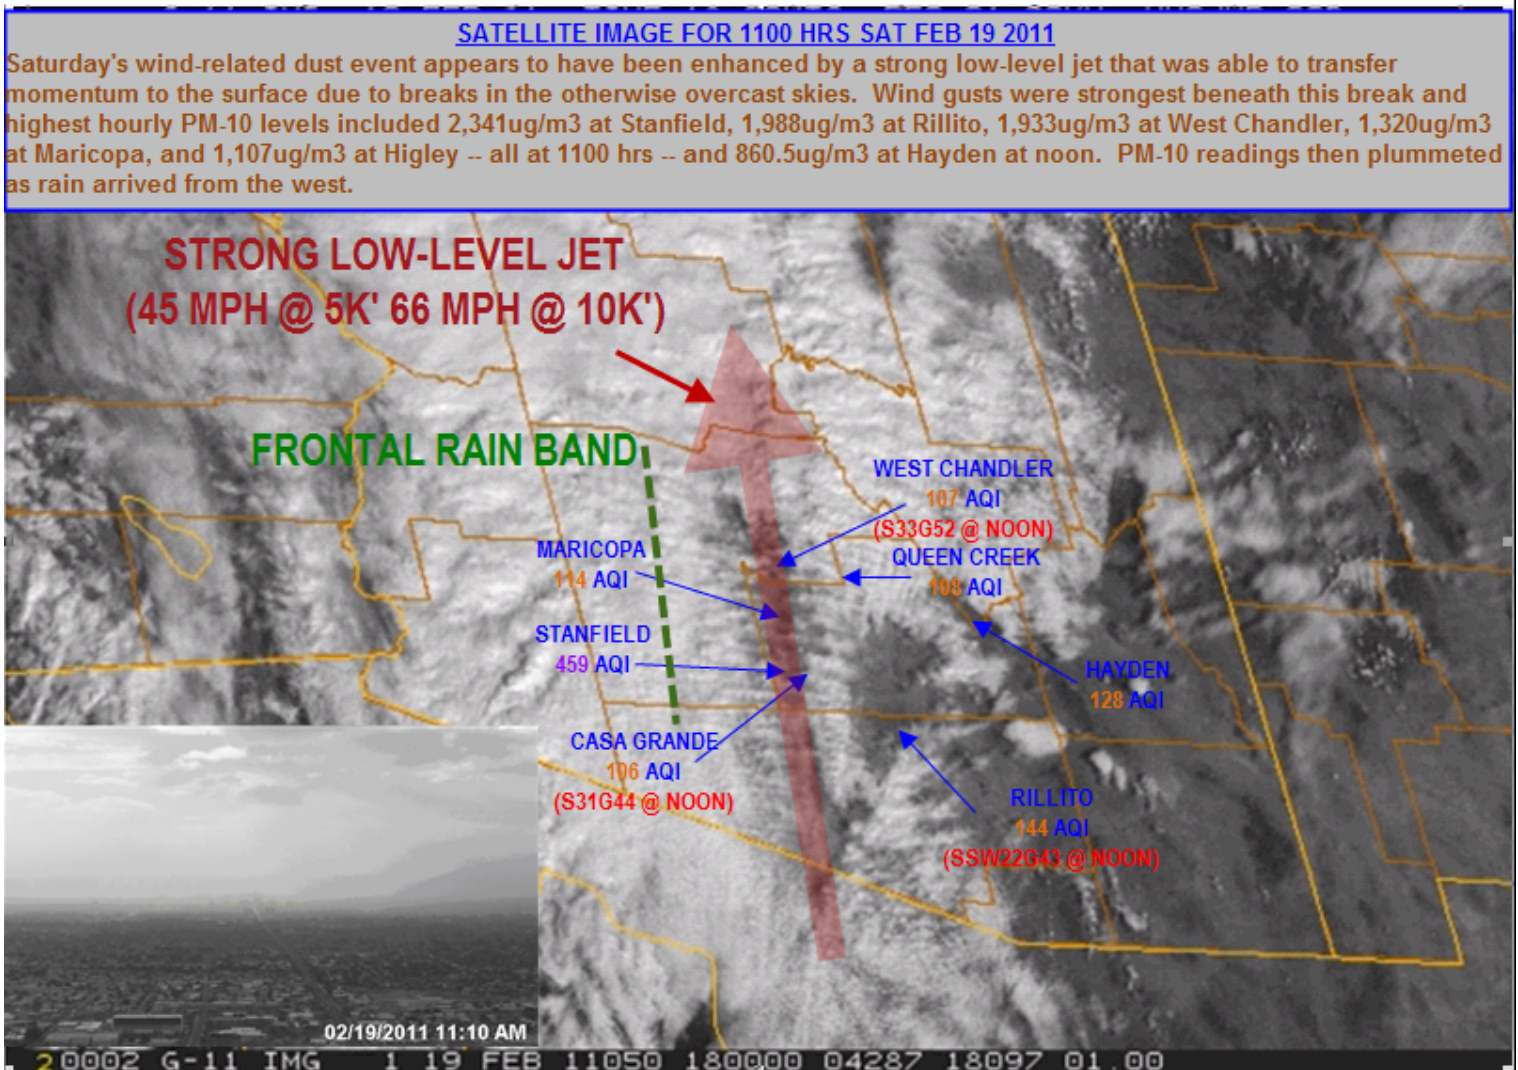 SATELLITE IMAGE FOR 1100 HRS SAT FEB 19 2011
Saturday's wind-related dust event appears to have been enhanced by a strong low-level jet that was able to transfer
momentum to the surface due to breaks in the otherwise overcast skies.  Wind gusts were strongest beneath this break and
highest hourly PM-10 levels included 2,341ug/m3 at Stanfield, 1,988ug/m3 at Rillito, 1,933ug/m3 at West Chandler, 1,320ug/m3
at Maricopa, and 1,107ug/m3 at Higley -- all at 1100 hrs -- and 860.5ug/m3 at Hayden at noon.  PM-10 readings then plummeted
as rain arrived from the west.
STRONG LOW-LEVEL JET
(45 MPH @ 5K' 66 MPH @ 10K')
FRONTAL RAIN BAND
WEST CHANDLER
107 AQI
(S33G52 @ NOON)
MARICOPA
114 AQI
QUEEN CREEK
108 AQI
STANFIELD
459 AQI
HAYDEN
128 AQI
CASA GRANDE
106 AQI
(S31G44 @ NOON)
RILLITO
144 AQI
(SSW22G43 @ NOON)
02/19/2011 11:10 AM
2 0002 G-11 IMG 1 19 FEB 11050 180000 04287 18097 01.00